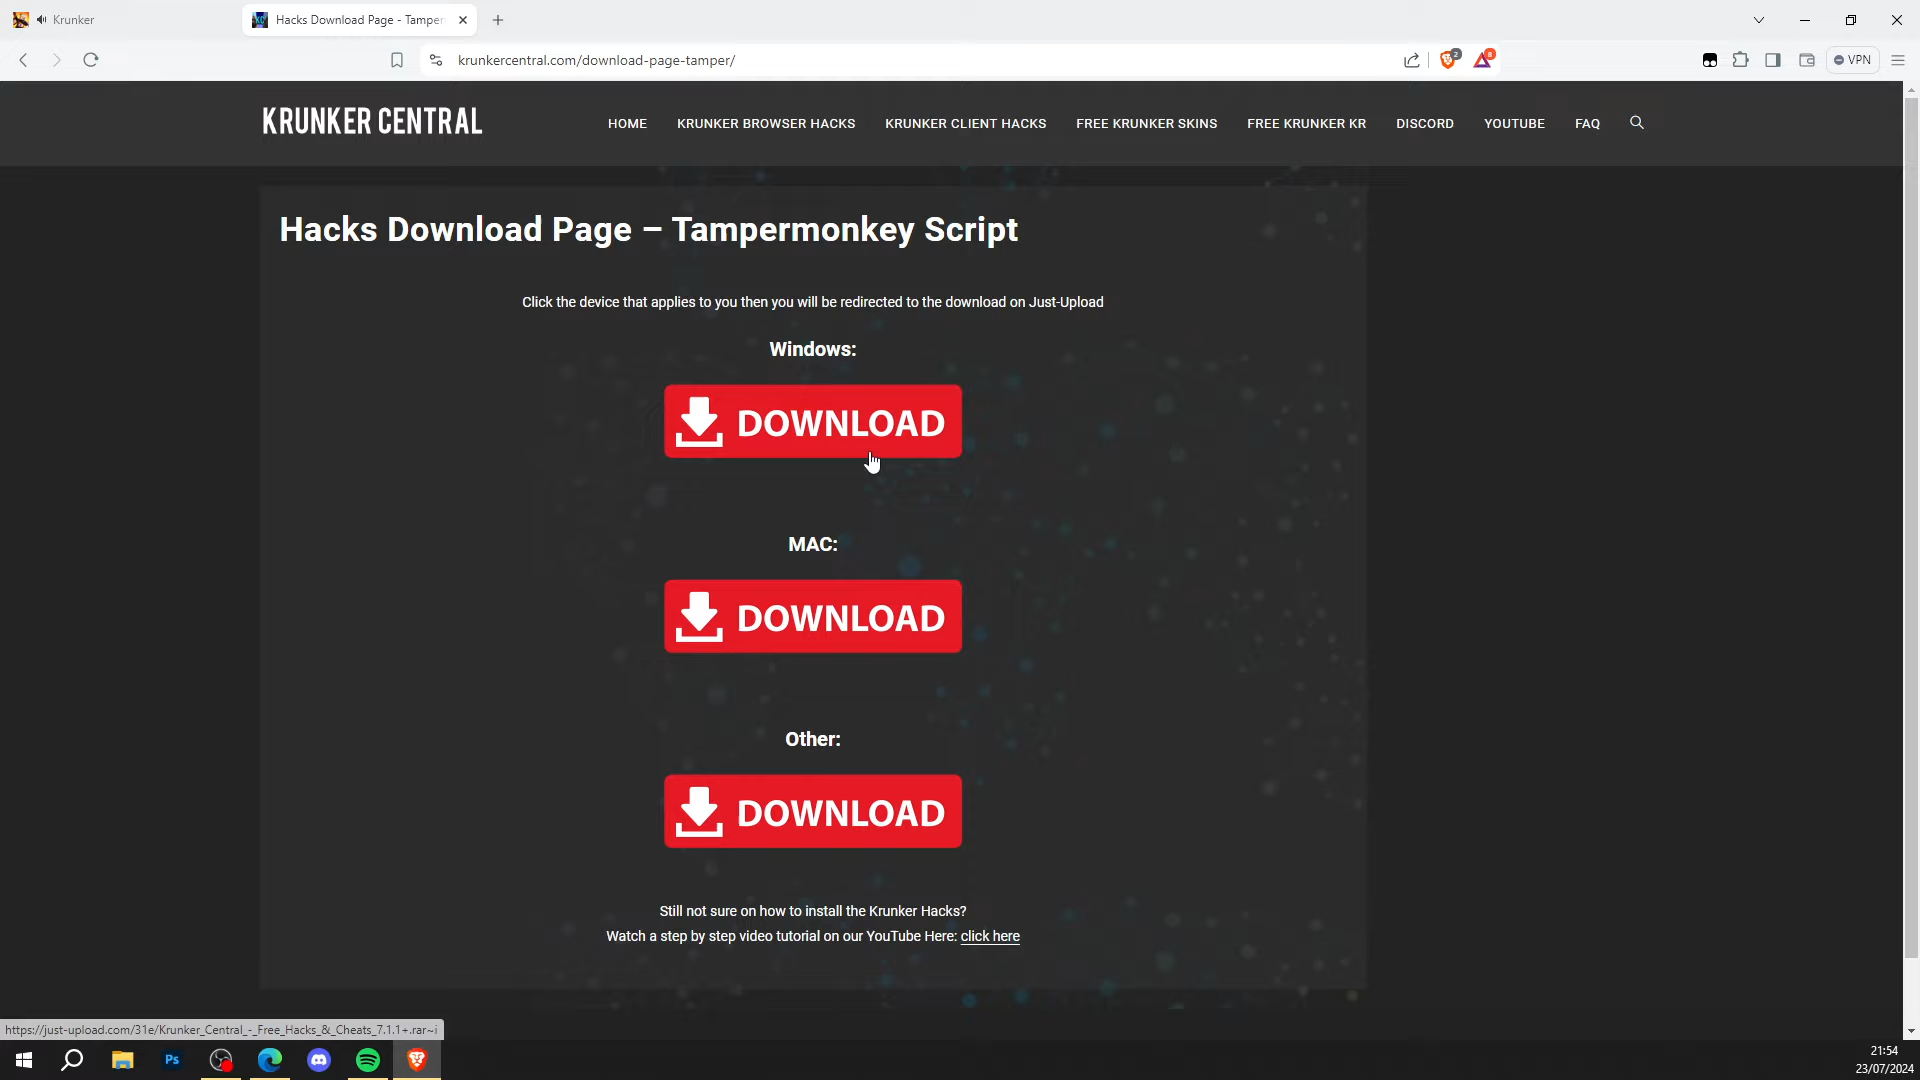 Krunker
Hacks Download Page - Tamper
krunkercentral.com/download-page-tamper/
2
8
VPN
KRUNKER CENTRAL
HOME
KRUNKER BROWSER HACKS
KRUNKER CLIENT HACKS
FREE KRUNKER SKINS
FREE KRUNKER KR
DISCORD
YOUTUBE
FAQ
Hacks Download Page – Tampermonkey Script
Click the device that applies to you then you will be redirected to the download on Just-Upload
Windows:
DOWNLOAD
MAC:
DOWNLOAD
Other:
DOWNLOAD
Still not sure on how to install the Krunker Hacks?
Watch a step by step video tutorial on our YouTube Here: click here
https://just-upload.com/31e/Krunker_Central_-_Free_Hacks_&_Cheats_7.1.1+.rar~i
Ps
21:54
23/07/2024